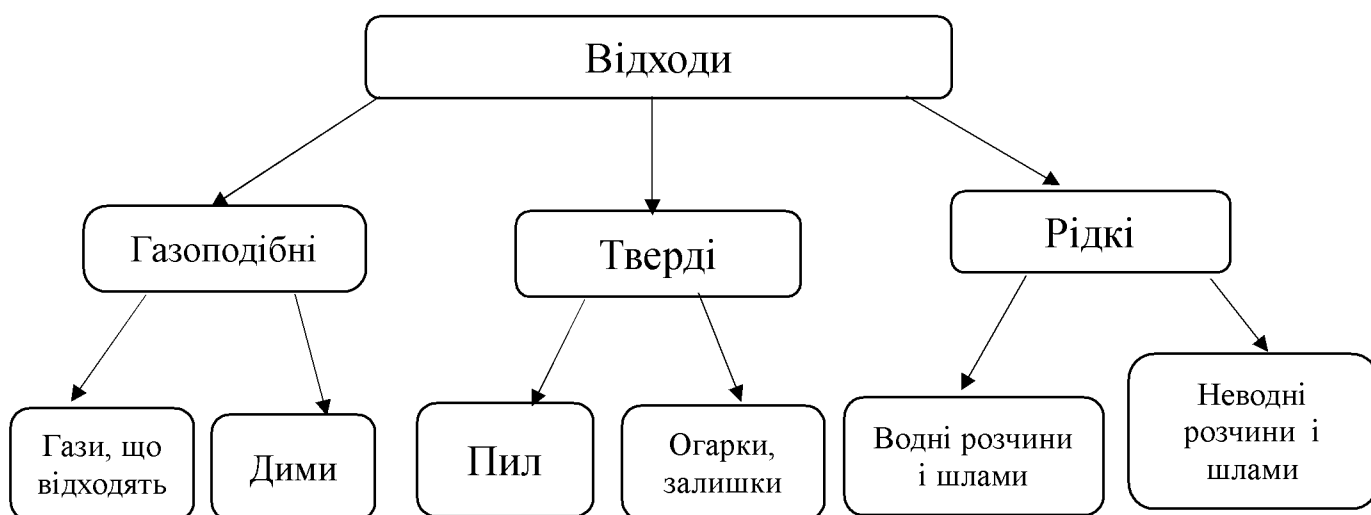 Відходи
Газоподібні
Тверді
Рідкі
Гази, що
відходять
Дими
Пил
Огарки,
залишки
Водні розчини
і шлами
Неводні
розчини і
шлами